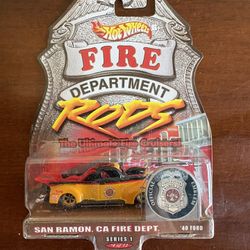 Hot Wheels
FIRE
DEPARTMENT
RODS
The Ultimate Fire Cruisers!
SAN RAMON, CA FIRE DEPT.
'40 FORD
SERIES 1